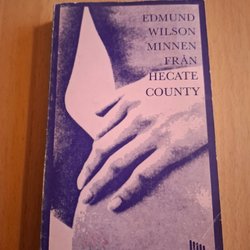 EDMUND
WILSON
MINNEN
FRÅN
HECATE
COUNTY